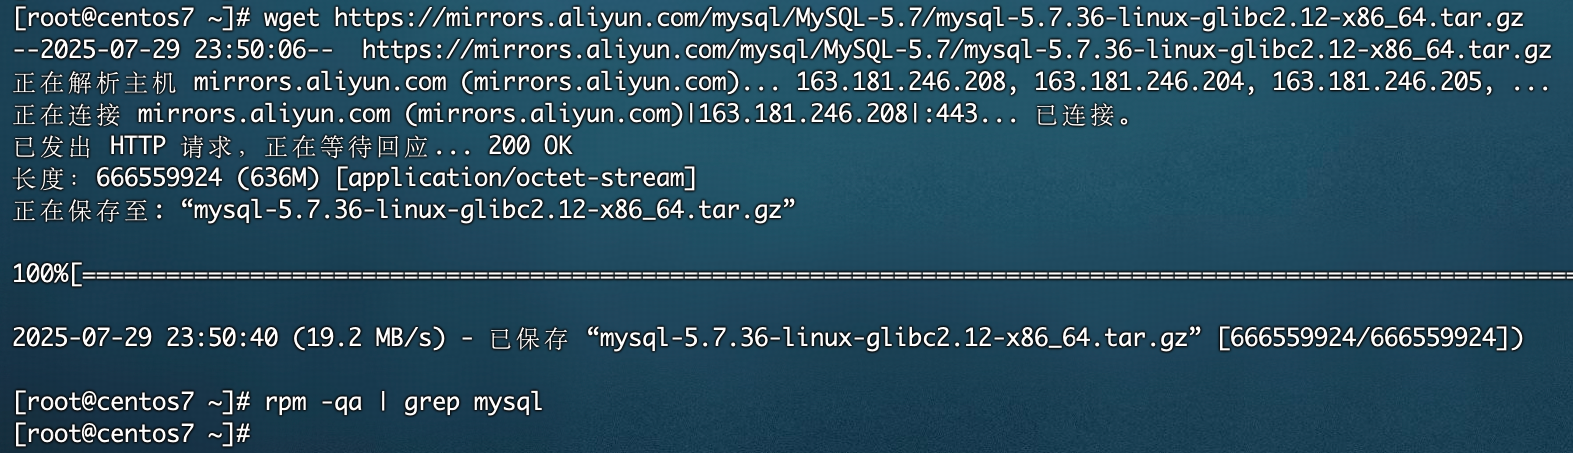 [root@centos7 ~]# wget https://mirrors.aliyun.com/mysql/MySQL-5.7/mysql-5.7.36-linux-glibc2.12-x86_64.tar.gz
--2025-07-29 23:50:06--  https://mirrors.aliyun.com/mysql/MySQL-5.7/mysql-5.7.36-linux-glibc2.12-x86_64.tar.gz
正在解析主机 mirrors.aliyun.com (mirrors.aliyun.com)... 163.181.246.208, 163.181.246.204, 163.181.246.205, ...
正在连接 mirrors.aliyun.com (mirrors.aliyun.com)|163.181.246.208|:443... 已连接。
已发出 HTTP 请求，正在等待回应... 200 OK
长度：666559924 (636M) [application/octet-stream]
正在保存至: “mysql-5.7.36-linux-glibc2.12-x86_64.tar.gz”
100%[===========================================================================================================
2025-07-29 23:50:40 (19.2 MB/s) - 已保存 “mysql-5.7.36-linux-glibc2.12-x86_64.tar.gz” [666559924/666559924])
[root@centos7 ~]# rpm -qa | grep mysql
[root@centos7 ~]#